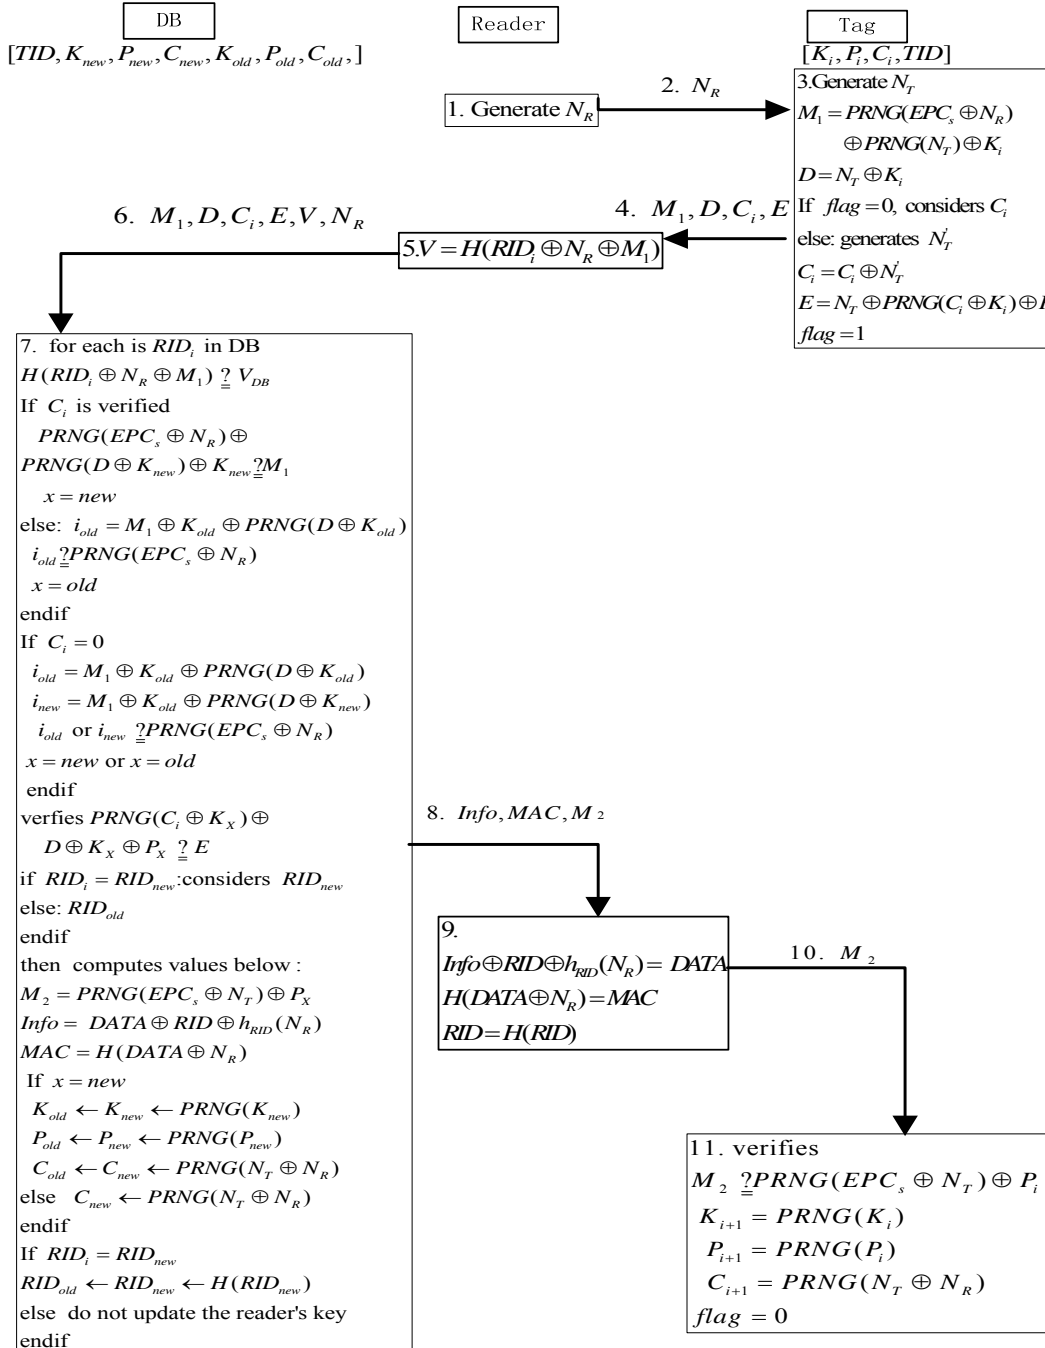 DB
Reader
Tag
[TID, K_new, P_new, C_new, K_old, P_old, C_old,]
[K_i, P_i, C_i, TID]
1. Generate N_R
2. N_R
3.Generate N_T
M_1 = PRNG(EPC_s ⊕ N_R)
⊕PRNG(N_T) ⊕ K_i
D = N_T ⊕ K_i
If flag = 0, considers C_i
else: generates N'_T
C_i = C_i ⊕ N'_T
E = N_T ⊕ PRNG(C_i ⊕ K_i) ⊕
flag = 1
4. M_1, D, C_i, E
5.V = H(RID_i ⊕ N_R ⊕ M_1)
6. M_1, D, C_i, E, V, N_R
7. for each is RID_i in DB
H(RID_i ⊕ N_R ⊕ M_1) ≟ V_DB
If C_i is verified
PRNG(EPC_s ⊕ N_R) ⊕
PRNG(D ⊕ K_new) ⊕ K_new ≟ M_1
x = new
else: i_old = M_1 ⊕ K_old ⊕ PRNG(D ⊕ K_old)
i_old ≟ PRNG(EPC_s ⊕ N_R)
x = old
endif
If C_i = 0
i_old = M_1 ⊕ K_old ⊕ PRNG(D ⊕ K_old)
i_new = M_1 ⊕ K_old ⊕ PRNG(D ⊕ K_new)
i_old or i_new ≟ PRNG(EPC_s ⊕ N_R)
x = new or x = old
endif
verfies PRNG(C_i ⊕ K_X) ⊕
D ⊕ K_X ⊕ P_X ≟ E
if RID_i = RID_new:considers RID_new
else: RID_old
endif
then computes values below :
M_2 = PRNG(EPC_s ⊕ N_T) ⊕ P_X
Info = DATA ⊕ RID ⊕ h_RID(N_R)
MAC = H(DATA ⊕ N_R)
If x = new
K_old ← K_new ← PRNG(K_new)
P_old ← P_new ← PRNG(P_new)
C_old ← C_new ← PRNG(N_T ⊕ N_R)
else C_new ← PRNG(N_T ⊕ N_R)
endif
If RID_i = RID_new
RID_old ← RID_new ← H(RID_new)
else do not update the reader's key
endif
8. Info, MAC, M_2
9.
Info⊕RID⊕h_RID(N_R) = DATA
H(DATA⊕N_R) = MAC
RID = H(RID)
10. M_2
11. verifies
M_2 ≟ PRNG(EPC_s ⊕ N_T) ⊕ P_i
K_i+1 = PRNG(K_i)
P_i+1 = PRNG(P_i)
C_i+1 = PRNG(N_T ⊕ N_R)
flag = 0